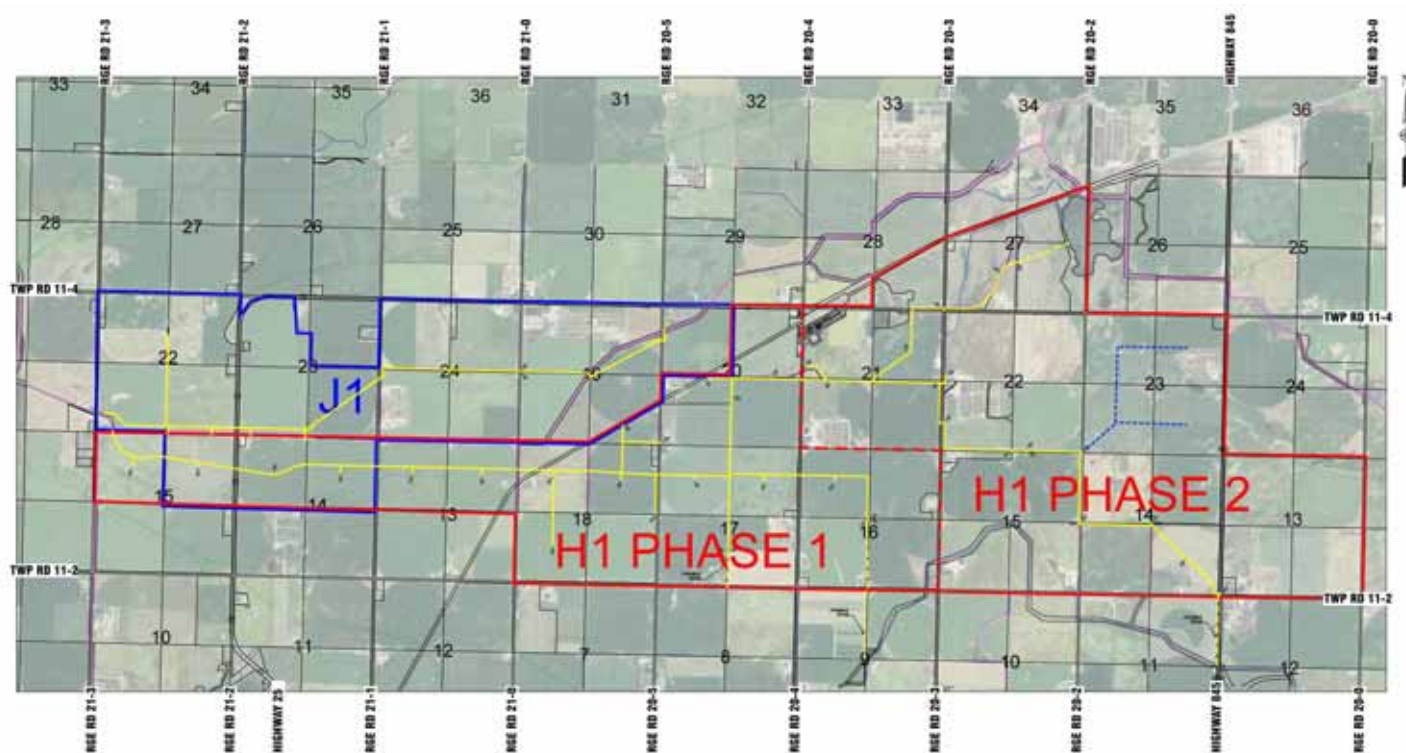 RGE RD 21-3
RGE RD 21-2
RGE RD 21-1
RGE RD 21-0
RGE RD 20-5
RGE RD 20-4
RGE RD 20-3
RGE RD 20-2
HIGHWAY 845
RGE RD 20-0
33 34 35 36 31 32 33 34 35 36
28 27 26 25 30 29 28 27 26 25
TWP RD 11-4
TWP RD 11-4
22 23 24 21 22 23 24
J1
15 14 13 18 17 16 15 14 13
H1 PHASE 2
H1 PHASE 1
TWP RD 11-2
TWP RD 11-2
10 11 12 7 8 9 10 11 12
RGE RD 21-3
RGE RD 21-2
HIGHWAY 25
RGE RD 21-1
RGE RD 21-0
RGE RD 20-5
RGE RD 20-4
RGE RD 20-3
RGE RD 20-2
HIGHWAY 845
RGE RD 20-0